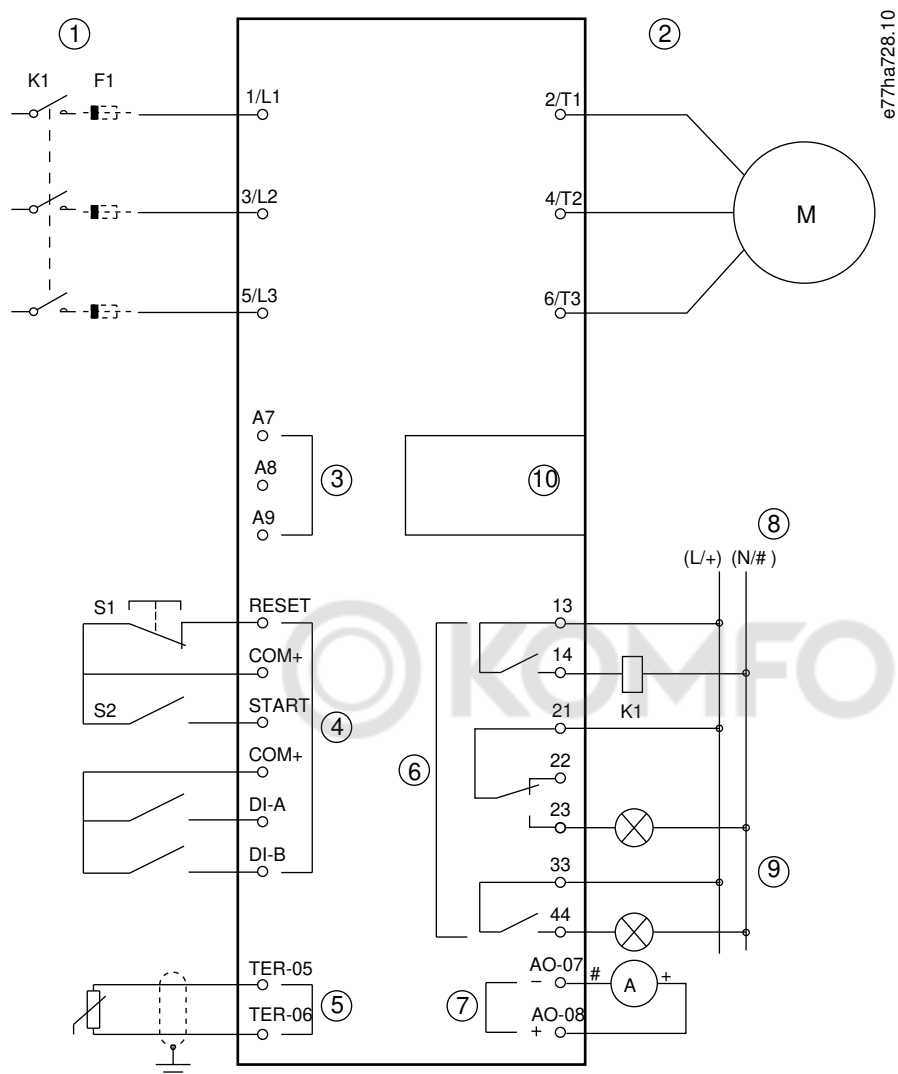 ① ②
e77ha728.10
K1 F1
1/L1 2/T1
3/L2 4/T2
M
5/L3 6/T3
A7
A8 ③ ⑩
A9
⑧
(L/+) (N/# )
S1 RESET 13
COM+ 14
KOMFO
K1
S2 START 21
④
COM+ 22
⑥
DI-A 23
DI-B 33
⑨
44
TER-05 AO-07 − # A +
⑤ ⑦
TER-06 AO-08 +